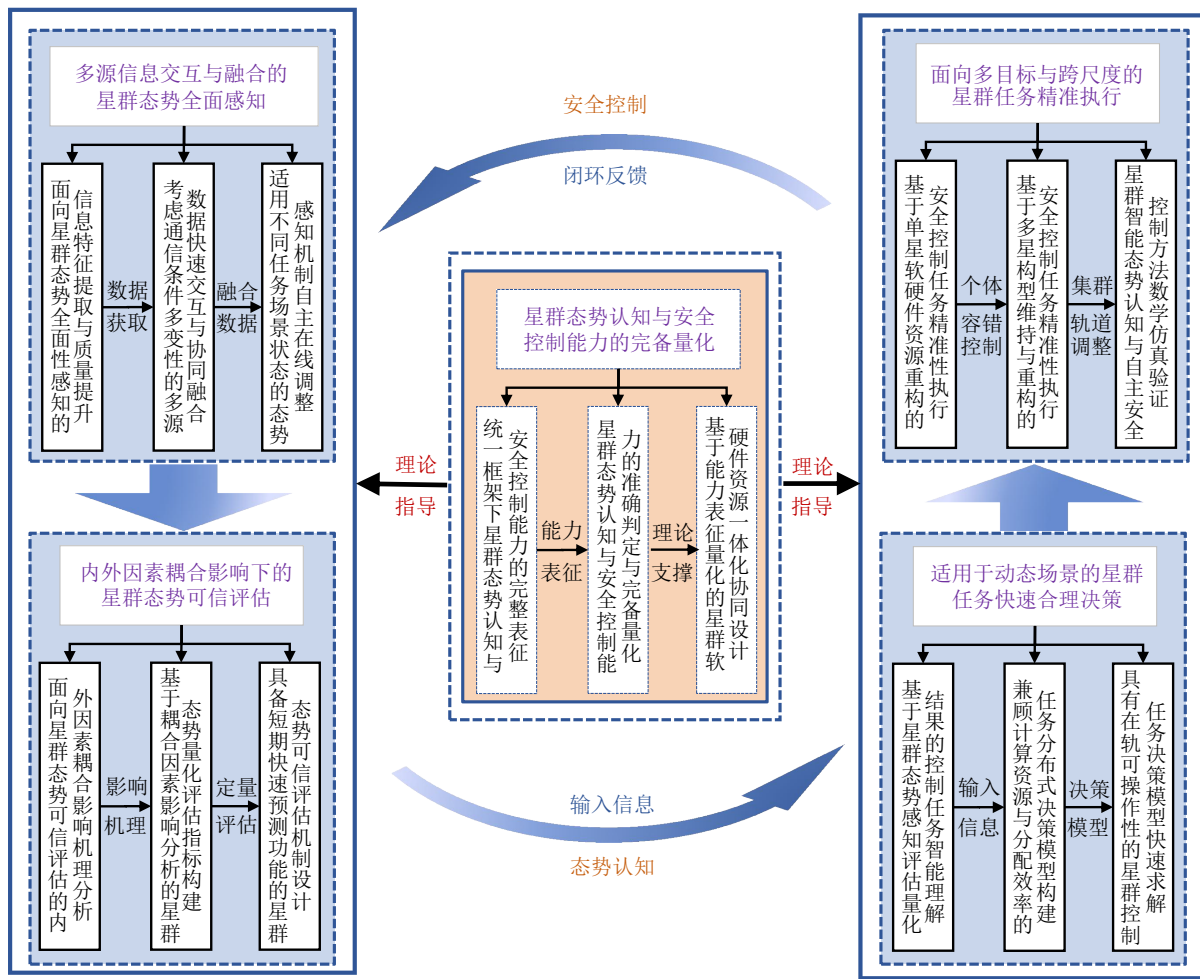 多源信息交互与融合的
星群态势全面感知
面向星群态势全面性感知的
信息特征提取与质量提升
数据
获取
考虑通信条件多变性的多源
数据快速交互与协同融合
融合
数据
适用不同任务场景状态的态势
感知机制自主在线调整
内外因素耦合影响下的
星群态势可信评估
面向星群态势可信评估的内
外因素耦合影响机理分析
影响
机理
基于耦合因素影响分析的星群
态势量化评估指标构建
定量
评估
具备短期快速预测功能的星群
态势可信评估机制设计
安全控制
闭环反馈
星群态势认知与安全
控制能力的完备量化
统一框架下星群态势认知与
安全控制能力的完整表征
能力
表征
星群态势认知与安全控制能
力的准确判定与完备量化
理论
支撑
基于能力表征量化的星群软
硬件资源一体化协同设计
理论
指导
理论
指导
输入信息
态势认知
面向多目标与跨尺度的
星群任务精准执行
基于单星软硬件资源重构的
安全控制任务精准性执行
个体
容错
控制
基于多星构型维持与重构的
安全控制任务精准性执行
集群
轨道
调整
星群智能态势认知与自主安全
控制方法数学仿真验证
适用于动态场景的星群
任务快速合理决策
基于星群态势感知评估量化
结果的控制任务智能理解
输入
信息
兼顾计算资源与分配效率的
任务分布式决策模型构建
决策
模型
具有在轨可操作性的星群控制
任务决策模型快速求解